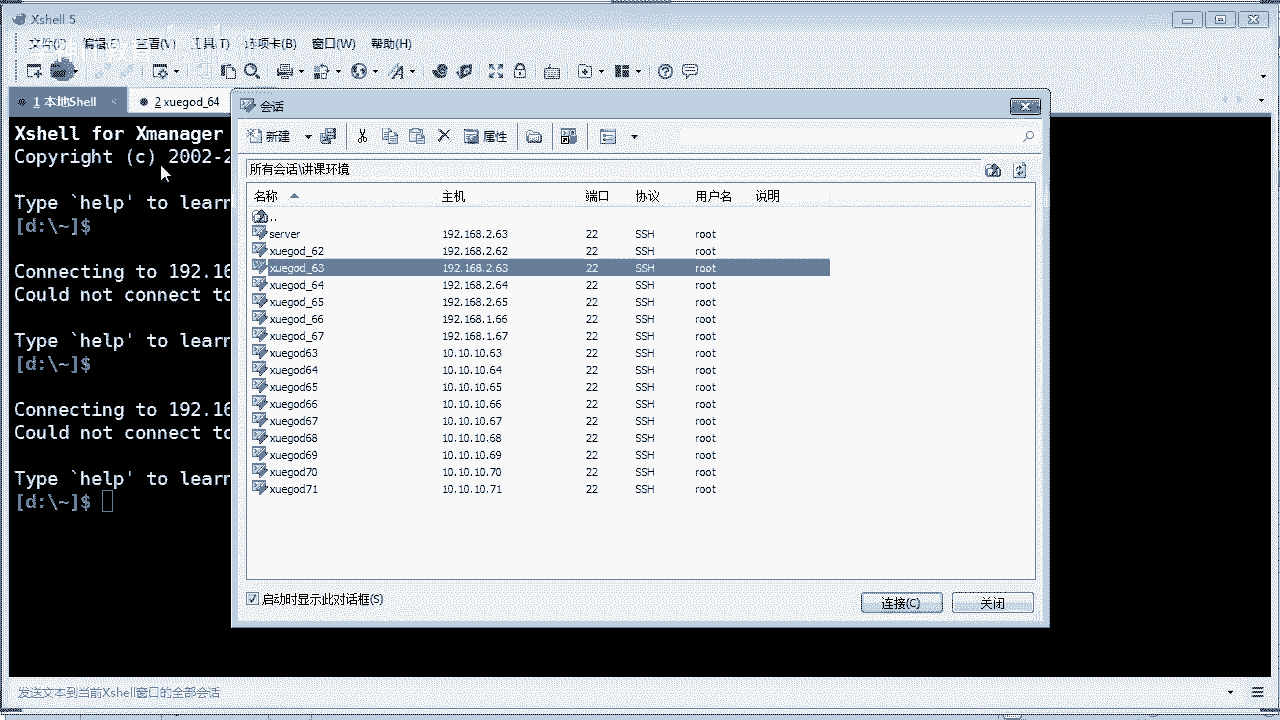 Xshell 5
文件(F) 编辑(E) 查看(V) 工具(T) 选项卡(B) 窗口(W) 帮助(H)
1 本地Shell × 2 xuegod_64
Xshell for Xmanager
Copyright (c) 2002-2
Type `help' to learn
[d:\~]$
Connecting to 192.16
Could not connect to
Type `help' to learn
[d:\~]$
Connecting to 192.16
Could not connect to
Type `help' to learn
[d:\~]$
会话
新建 属性
所有会话\讲课环境
名称 主机 端口 协议 用户名 说明
..
server 192.168.2.63 22 SSH root
xuegod_62 192.168.2.62 22 SSH root
xuegod_63 192.168.2.63 22 SSH root
xuegod_64 192.168.2.64 22 SSH root
xuegod_65 192.168.2.65 22 SSH root
xuegod_66 192.168.1.66 22 SSH root
xuegod_67 192.168.1.67 22 SSH root
xuegod63 10.10.10.63 22 SSH root
xuegod64 10.10.10.64 22 SSH root
xuegod65 10.10.10.65 22 SSH root
xuegod66 10.10.10.66 22 SSH root
xuegod67 10.10.10.67 22 SSH root
xuegod68 10.10.10.68 22 SSH root
xuegod69 10.10.10.69 22 SSH root
xuegod70 10.10.10.70 22 SSH root
xuegod71 10.10.10.71 22 SSH root
启动时显示此对话框(S)
连接(C) 关闭
发送文本到当前Xshell窗口的全部会话